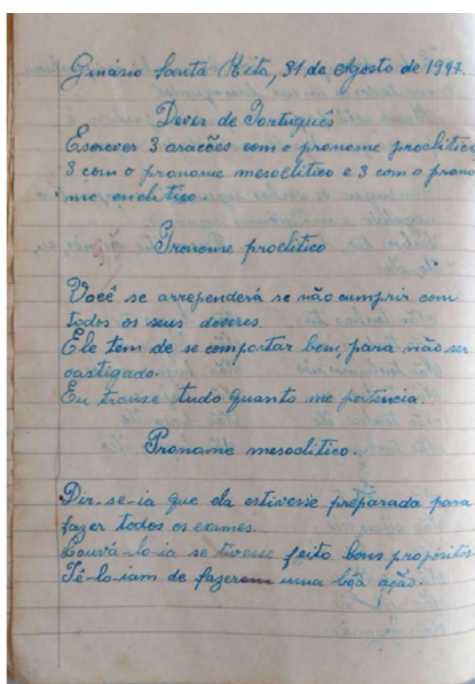 Ginásio Santa Rita, 31 de Agosto de 1942.
Dever de Português
Escrever 3 aracões com o pronome proclítico
3 com o pronome mesoclítico e 3 com o prono
me enclítico.
Pronome proclítico
Você se arrependerá se não cumprir com
todos os seus deveres.
Ele tem de se comportar bem para não ser
castigado.
Eu trouxe tudo quanto me pertencia.
Pronome mesoclítico.
Dir-se-ia que ela estivesse preparada para
fazer todos os exames.
Louvá-lo-ia se tivesse feito bons propósitos.
Tê-lo-iam de fazerem uma bôa ação.